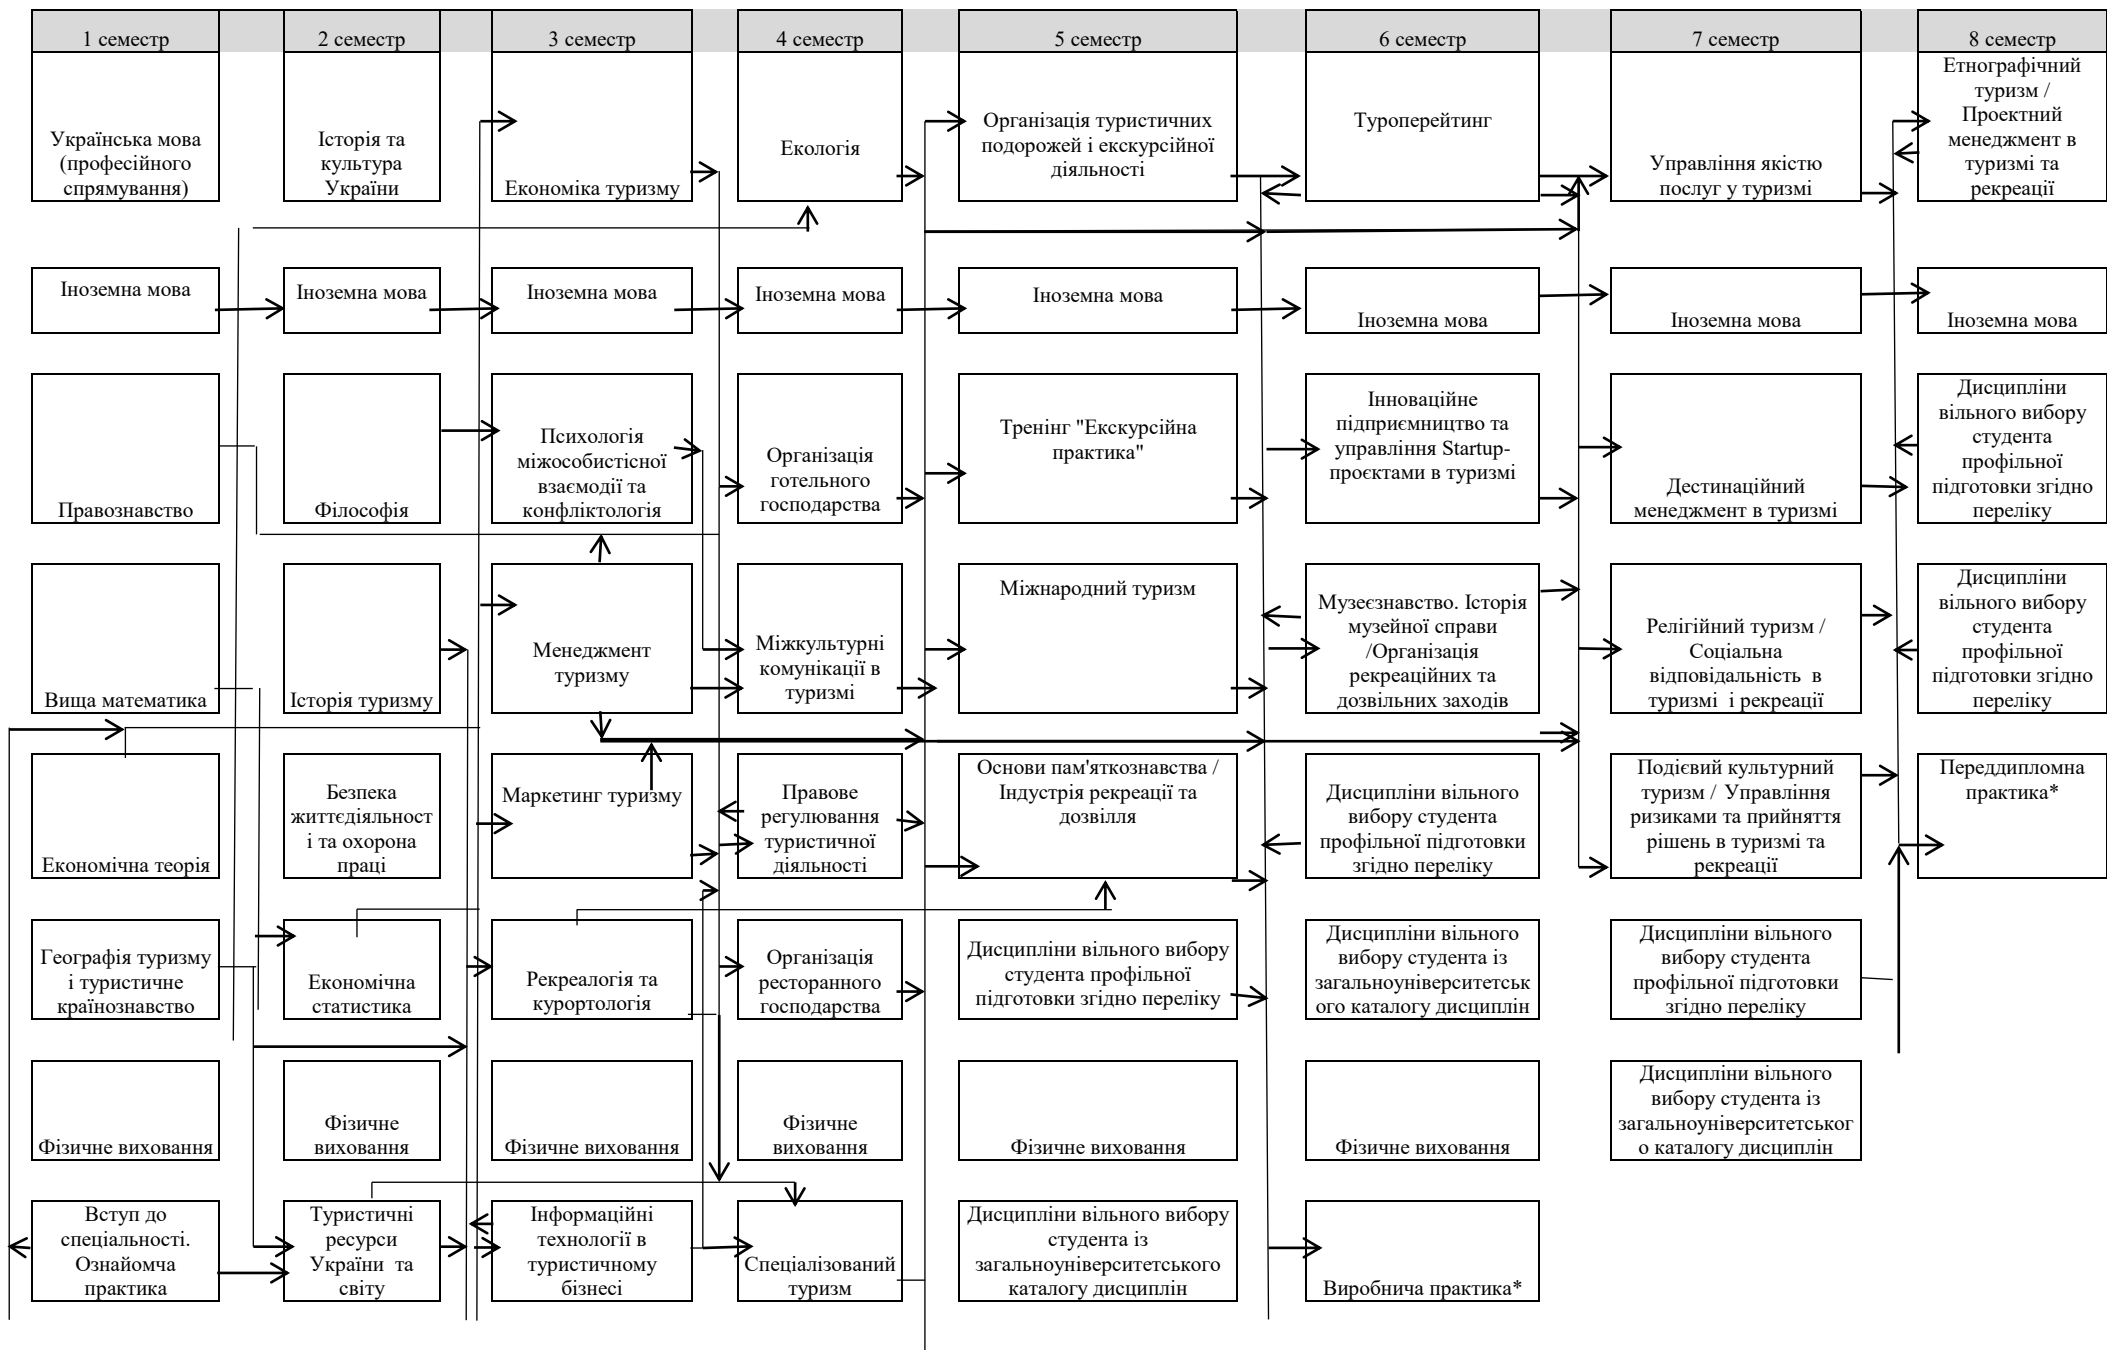 1 семестр
2 семестр
3 семестр
4 семестр
5 семестр
6 семестр
7 семестр
8 семестр
Українська мова
(професійного
спрямування)
Історія та
культура
України
Економіка туризму
Екологія
Організація туристичних
подорожей і екскурсійної
діяльності
Туроперейтинг
Управління якістю
послуг у туризмі
Етнографічний
туризм /
Проектний
менеджмент в
туризмі та
рекреації
Іноземна мова
Іноземна мова
Іноземна мова
Іноземна мова
Іноземна мова
Іноземна мова
Іноземна мова
Іноземна мова
Правознавство
Філософія
Психологія
міжособистісної
взаємодії та
конфліктологія
Організація
готельного
господарства
Тренінг "Екскурсійна
практика"
Інноваційне
підприємництво та
управління Startup-
проєктами в туризмі
Дестинаційний
менеджмент в туризмі
Дисципліни
вільного вибору
студента
профільної
підготовки згідно
переліку
Вища математика
Історія туризму
Менеджмент
туризму
Міжкультурні
комунікації в
туризмі
Міжнародний туризм
Музеєзнавство. Історія
музейної справи
/Організація
рекреаційних та
дозвільних заходів
Релігійний туризм /
Соціальна
відповідальність в
туризмі і рекреації
Дисципліни
вільного вибору
студента
профільної
підготовки згідно
переліку
Економічна теорія
Безпека
життєдіяльност
і та охорона
праці
Маркетинг туризму
Правове
регулювання
туристичної
діяльності
Основи пам'яткознавства /
Індустрія рекреації та
дозвілля
Дисципліни вільного
вибору студента
профільної підготовки
згідно переліку
Подієвий культурний
туризм / Управління
ризиками та прийняття
рішень в туризмі та
рекреації
Переддипломна
практика*
Географія туризму
і туристичне
країнознавство
Економічна
статистика
Рекреалогія та
курортологія
Організація
ресторанного
господарства
Дисципліни вільного вибору
студента профільної
підготовки згідно переліку
Дисципліни вільного
вибору студента із
загальноуніверситетськ
ого каталогу дисциплін
Дисципліни вільного
вибору студента
профільної підготовки
згідно переліку
Фізичне виховання
Фізичне
виховання
Фізичне виховання
Фізичне
виховання
Фізичне виховання
Фізичне виховання
Дисципліни вільного
вибору студента із
загальноуніверситетськог
о каталогу дисциплін
Вступ до
спеціальності.
Ознайомча
практика
Туристичні
ресурси
України та
світу
Інформаційні
технології в
туристичному
бізнесі
Спеціалізований
туризм
Дисципліни вільного вибору
студента із
загальноуніверситетського
каталогу дисциплін
Виробнича практика*